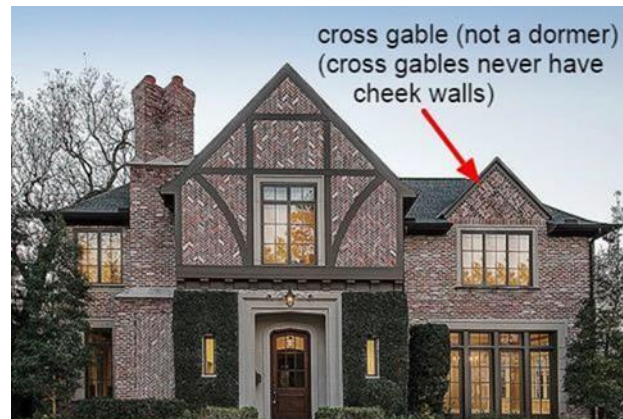 cross gable (not a dormer)
(cross gables never have
cheek walls)